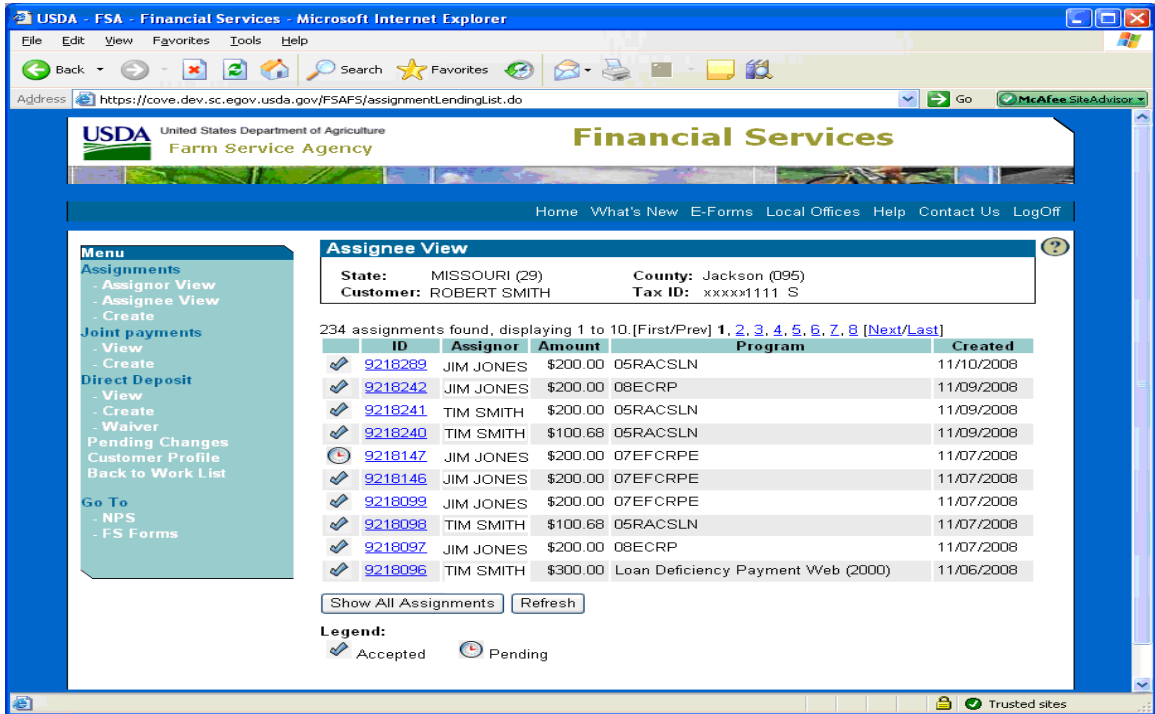 USDA - FSA - Financial Services - Microsoft Internet Explorer
File Edit View Favorites Tools Help
Back Search Favorites
Address https://cove.dev.sc.egov.usda.gov/FSAFS/assignmentLendingList.do Go McAfee SiteAdvisor
USDA United States Department of Agriculture
Farm Service Agency
Financial Services
Home What's New E-Forms Local Offices Help Contact Us LogOff
Menu
Assignments
- Assignor View
- Assignee View
- Create
Joint payments
- View
- Create
Direct Deposit
- View
- Create
- Waiver
Pending Changes
Customer Profile
Back to Work List
Go To
- NPS
- FS Forms
Assignee View
?
State: MISSOURI (29) County: Jackson (095)
Customer: ROBERT SMITH Tax ID: xxxxx1111 S
234 assignments found, displaying 1 to 10.[First/Prev] 1, 2, 3, 4, 5, 6, 7, 8 [Next/Last]
ID Assignor Amount Program Created
9218289 JIM JONES $200.00 05RACSLN 11/10/2008
9218242 JIM JONES $200.00 08ECRP 11/09/2008
9218241 TIM SMITH $200.00 05RACSLN 11/09/2008
9218240 TIM SMITH $100.68 05RACSLN 11/09/2008
9218147 JIM JONES $200.00 07EFCRPE 11/07/2008
9218146 JIM JONES $200.00 07EFCRPE 11/07/2008
9218099 JIM JONES $200.00 07EFCRPE 11/07/2008
9218098 TIM SMITH $100.68 05RACSLN 11/07/2008
9218097 JIM JONES $200.00 08ECRP 11/07/2008
9218096 TIM SMITH $300.00 Loan Deficiency Payment Web (2000) 11/06/2008
Show All Assignments Refresh
Legend:
Accepted Pending
Trusted sites